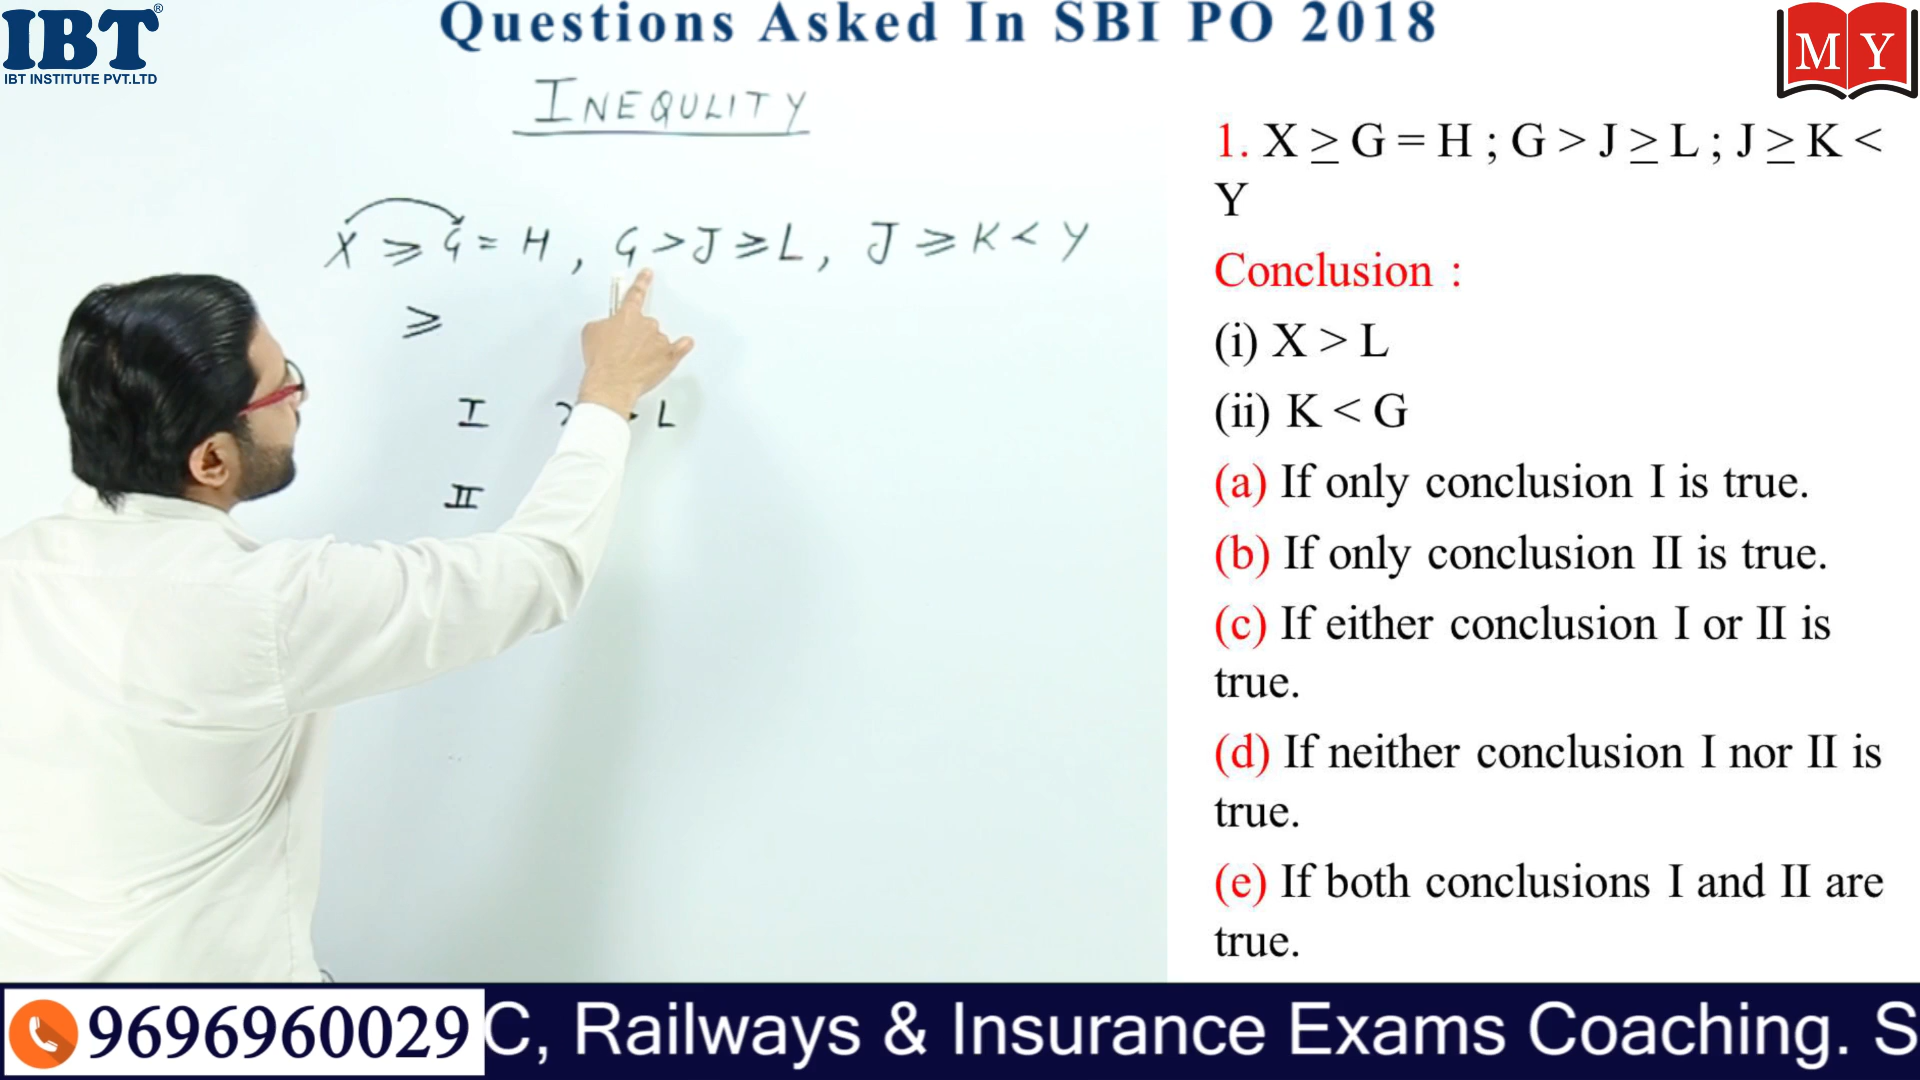 IBT®
IBT INSTITUTE PVT.LTD
Questions Asked In SBI PO 2018
M Y
INEQULITY
X ≥ G = H , G > J ≥ L , J ≥ K < Y
≥
I L
II
1. X ≥ G = H ; G > J ≥ L ; J ≥ K <
Y
Conclusion :
(i) X > L
(ii) K < G
(a) If only conclusion I is true.
(b) If only conclusion II is true.
(c) If either conclusion I or II is
true.
(d) If neither conclusion I nor II is
true.
(e) If both conclusions I and II are
true.
9696960029
C, Railways & Insurance Exams Coaching. S